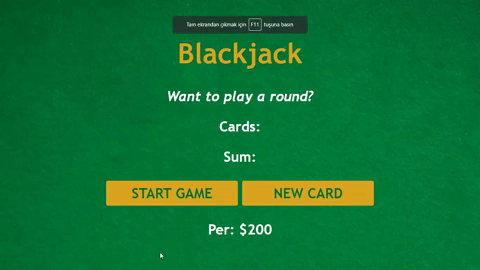 Tam ekrandan çıkmak için F11 tuşuna basın
Blackjack
Want to play a round?
Cards:
Sum:
START GAME NEW CARD
Per: $200